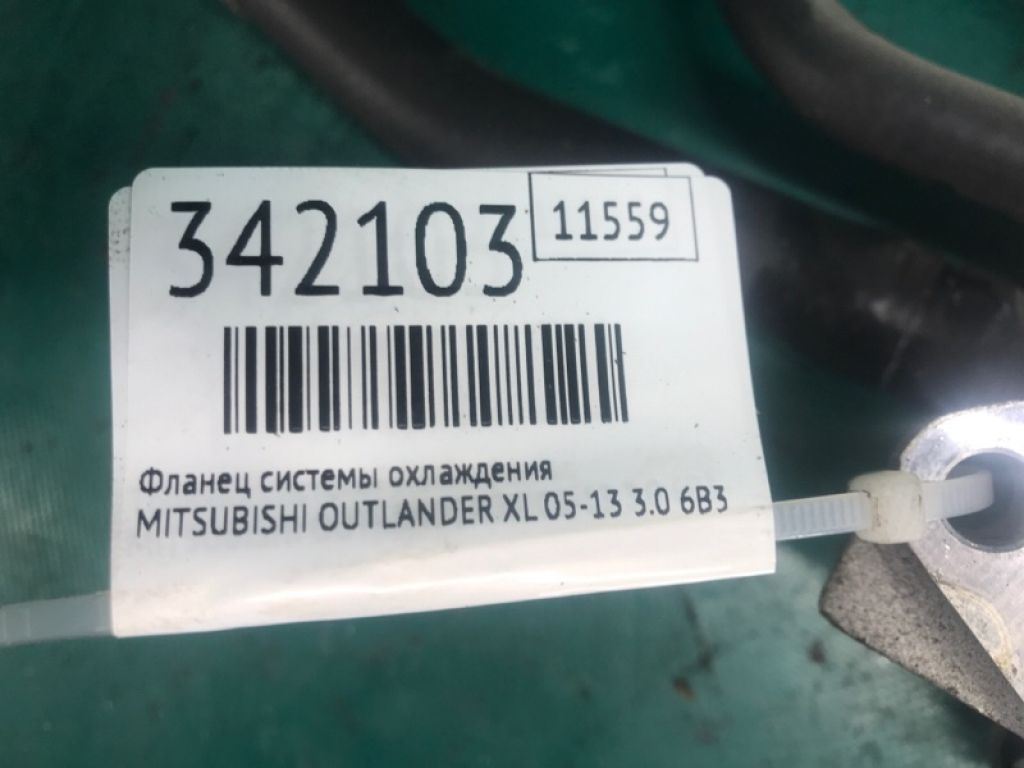 342103
11559
Фланец системы охлаждения
MITSUBISHI OUTLANDER XL 05-13 3.0 6B3